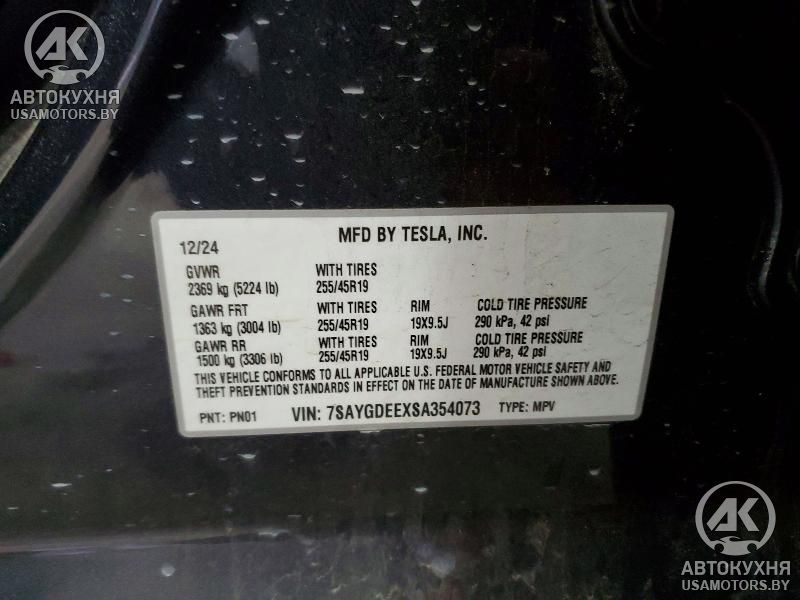 AK
АВТОКУХНЯ
USAMOTORS.BY
12/24 MFD BY TESLA, INC.
GVWR WITH TIRES
2369 kg (5224 lb) 255/45R19
GAWR FRT WITH TIRES RIM COLD TIRE PRESSURE
1363 kg (3004 lb) 255/45R19 19X9.5J 290 kPa, 42 psi
GAWR RR WITH TIRES RIM COLD TIRE PRESSURE
1500 kg (3306 lb) 255/45R19 19X9.5J 290 kPa, 42 psi
THIS VEHICLE CONFORMS TO ALL APPLICABLE U.S. FEDERAL MOTOR VEHICLE SAFETY AND
THEFT PREVENTION STANDARDS IN EFFECT ON THE DATE OF MANUFACTURE SHOWN ABOVE.
PNT: PN01 VIN: 7SAYGDEEXSA354073 TYPE: MPV
AK
АВТОКУХНЯ
USAMOTORS.BY